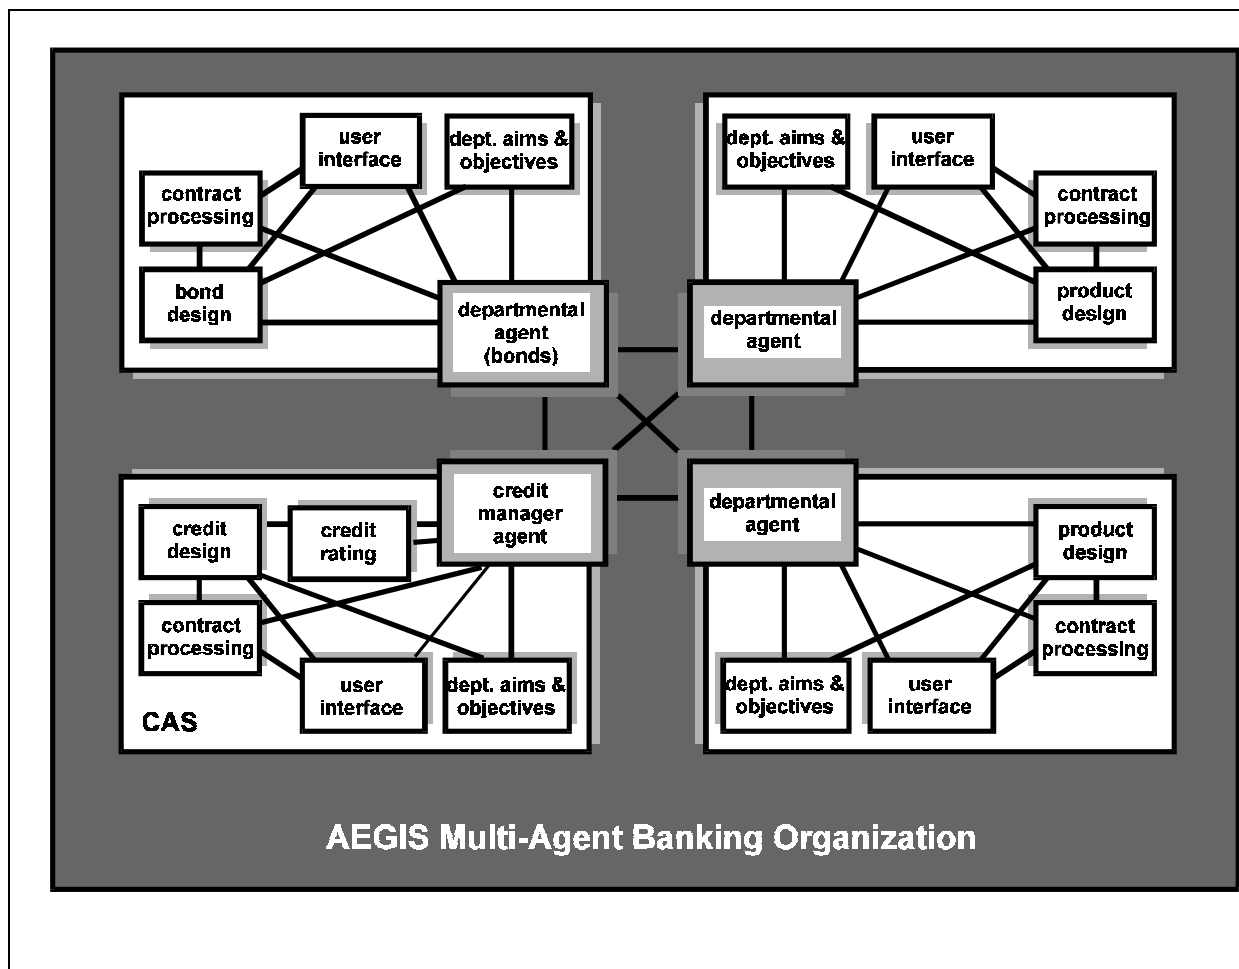 user
interface
dept. aims &
objectives
contract
processing
bond
design
departmental
agent
(bonds)
dept. aims &
objectives
user
interface
contract
processing
product
design
departmental
agent
credit
manager
agent
credit
design
credit
rating
contract
processing
user
interface
dept. aims &
objectives
CAS
departmental
agent
product
design
contract
processing
dept. aims &
objectives
user
interface
AEGIS Multi-Agent Banking Organization